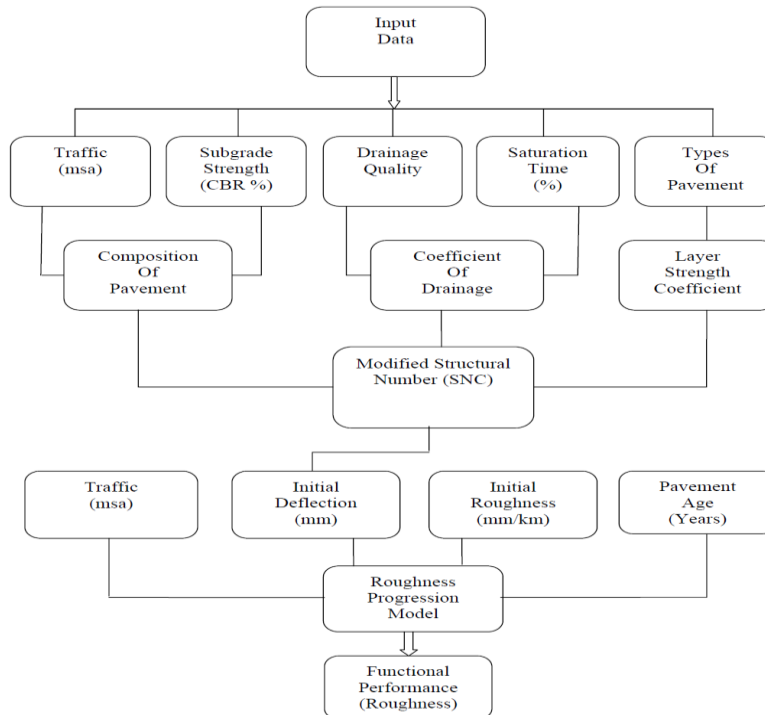 Input
Data
Traffic
(msa)
Subgrade
Strength
(CBR %)
Drainage
Quality
Saturation
Time
(%)
Types
Of
Pavement
Composition
Of
Pavement
Coefficient
Of
Drainage
Layer
Strength
Coefficient
Modified Structural
Number (SNC)
Traffic
(msa)
Initial
Deflection
(mm)
Initial
Roughness
(mm/km)
Pavement
Age
(Years)
Roughness
Progression
Model
Functional
Performance
(Roughness)